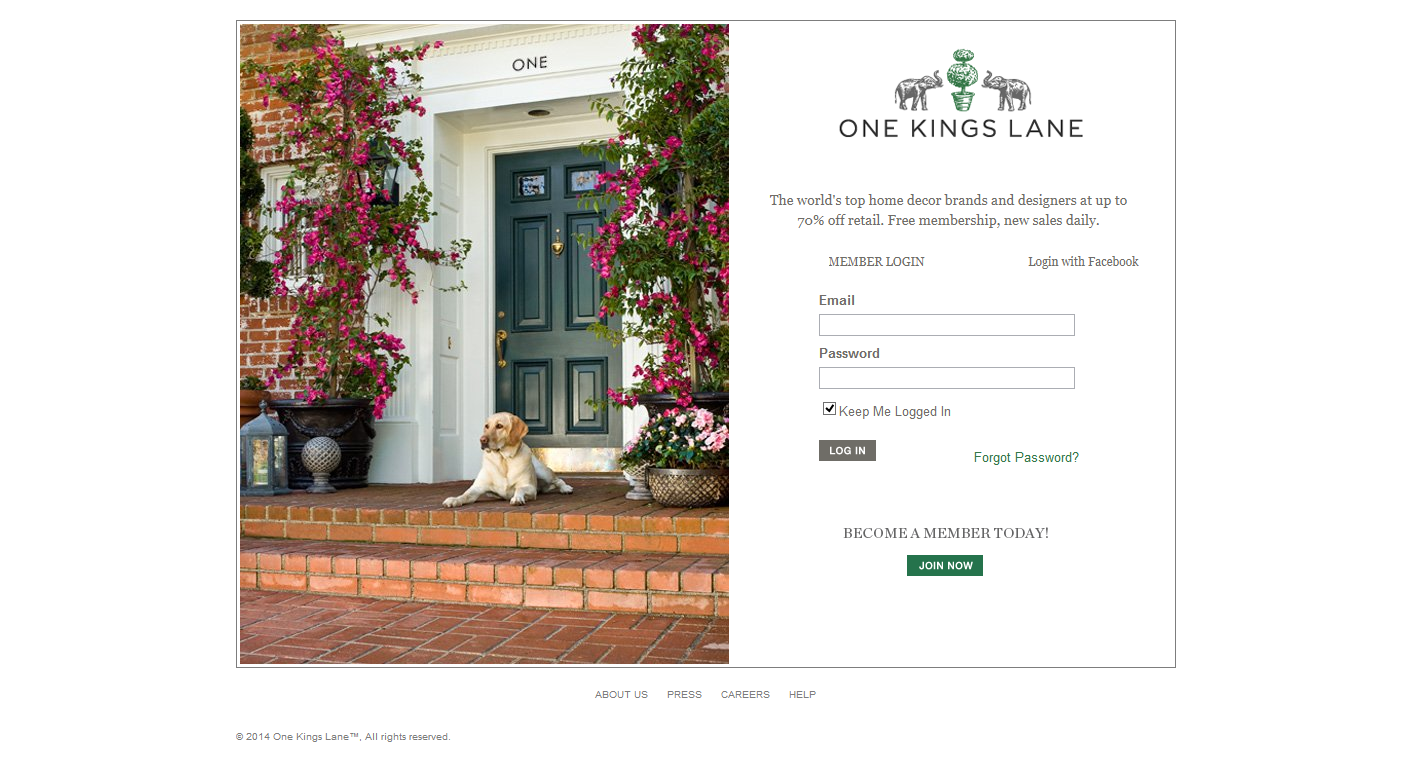 ONE
ONE KINGS LANE
The world's top home decor brands and designers at up to
70% off retail. Free membership, new sales daily.
MEMBER LOGIN
Login with Facebook
Email
Password
Keep Me Logged In
LOG IN
Forgot Password?
BECOME A MEMBER TODAY!
JOIN NOW
ABOUT US PRESS CAREERS HELP
© 2014 One Kings Lane™, All rights reserved.